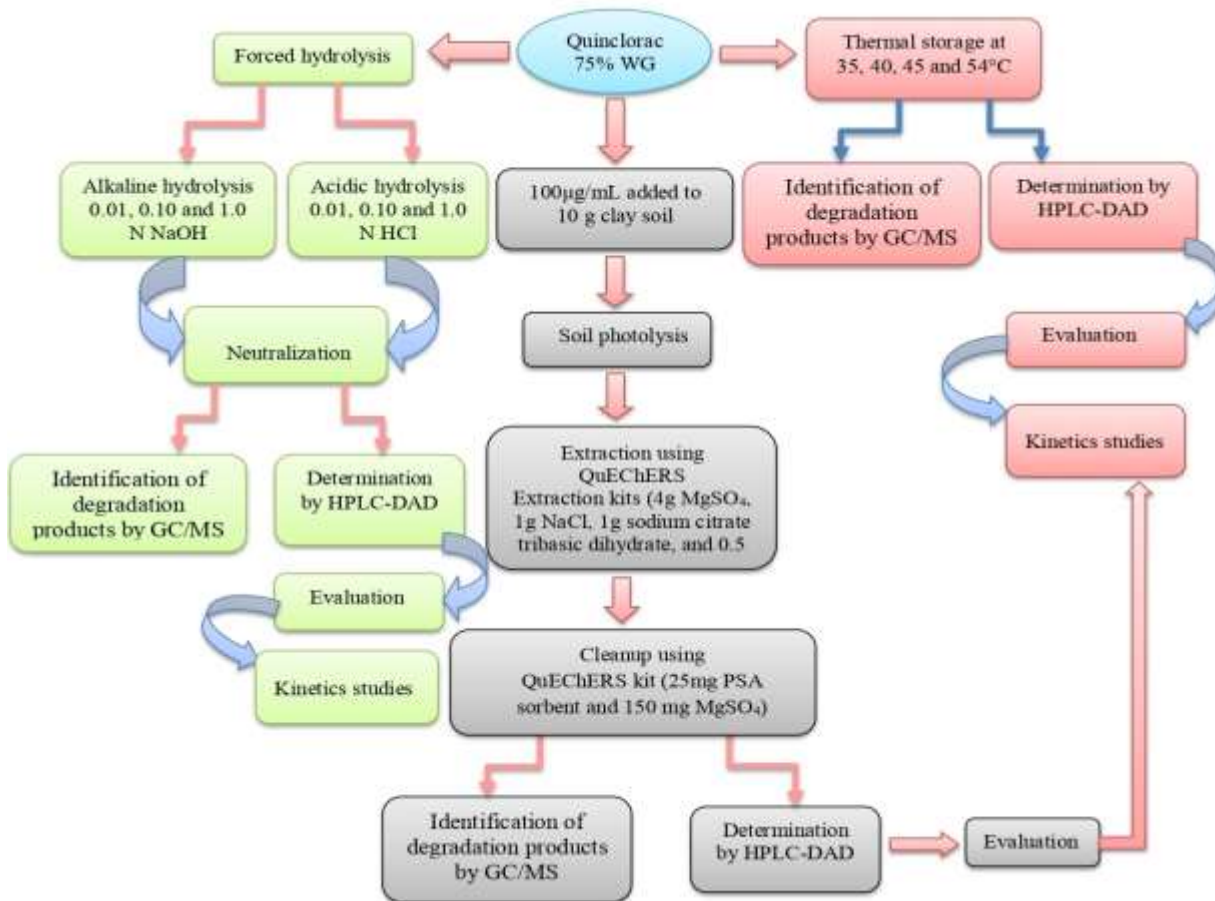 Quinclorac
75% WG
Forced hydrolysis
Thermal storage at
35, 40, 45 and 54°C
Alkaline hydrolysis
0.01, 0.10 and 1.0
N NaOH
Acidic hydrolysis
0.01, 0.10 and 1.0
N HCl
100µg/mL added to
10 g clay soil
Identification of
degradation
products by GC/MS
Determination by
HPLC-DAD
Neutralization
Soil photolysis
Evaluation
Kinetics studies
Identification of
degradation
products by GC/MS
Determination
by HPLC-DAD
Extraction using
QuEChERS
Extraction kits (4g MgSO₄,
1g NaCl, 1g sodium citrate
tribasic dihydrate, and 0.5
Evaluation
Kinetics studies
Cleanup using
QuEChERS kit (25mg PSA
sorbent and 150 mg MgSO₄)
Identification of
degradation products
by GC/MS
Determination
by HPLC-DAD
Evaluation